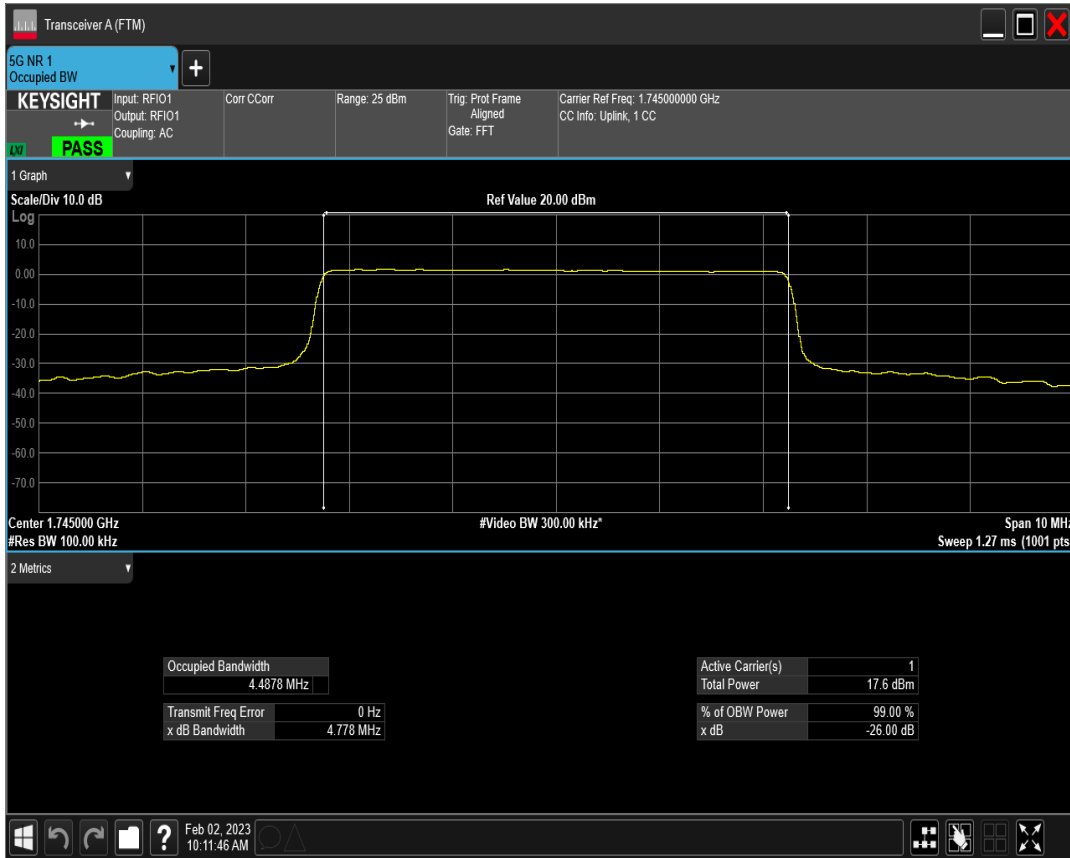 Transceiver A (FTM)
5G NR 1
Occupied BW
+
KEYSIGHT
LXI
PASS
Input: RFIO1
Output: RFIO1
Coupling: AC
Corr CCorr
Range: 25 dBm
Trig: Prot Frame
Aligned
Gate: FFT
Carrier Ref Freq: 1.745000000 GHz
CC Info: Uplink, 1 CC
1 Graph
Scale/Div 10.0 dB
Ref Value 20.00 dBm
Log
10.0
0.00
-10.0
-20.0
-30.0
-40.0
-50.0
-60.0
-70.0
Center 1.745000 GHz
#Video BW 300.00 kHz*
Span 10 MHz
#Res BW 100.00 kHz
Sweep 1.27 ms (1001 pts
2 Metrics
Occupied Bandwidth
4.4878 MHz
Transmit Freq Error 0 Hz
x dB Bandwidth 4.778 MHz
Active Carrier(s) 1
Total Power 17.6 dBm
% of OBW Power 99.00 %
x dB -26.00 dB
?
Feb 02, 2023
10:11:46 AM